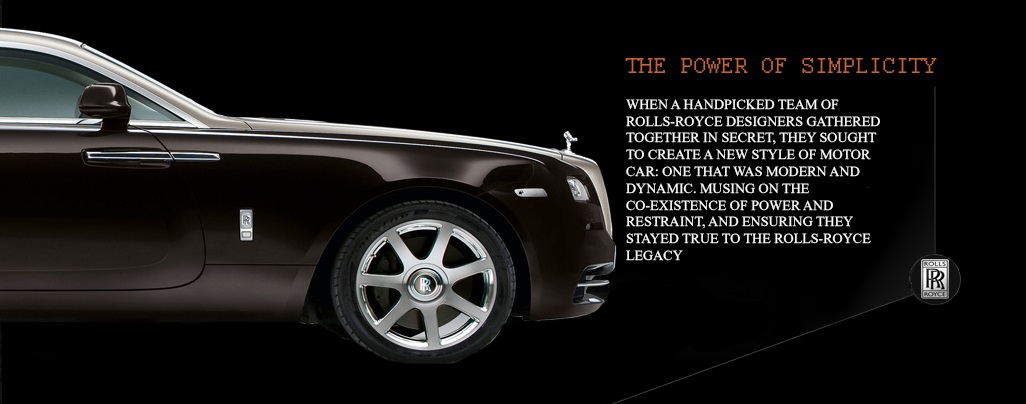 THE POWER OF SIMPLICITY
WHEN A HANDPICKED TEAM OF
ROLLS-ROYCE DESIGNERS GATHERED
TOGETHER IN SECRET, THEY SOUGHT
TO CREATE A NEW STYLE OF MOTOR
CAR: ONE THAT WAS MODERN AND
DYNAMIC. MUSING ON THE
CO-EXISTENCE OF POWER AND
RESTRAINT, AND ENSURING THEY
STAYED TRUE TO THE ROLLS-ROYCE
LEGACY
ROLLS
RR
ROYCE
RR
RR